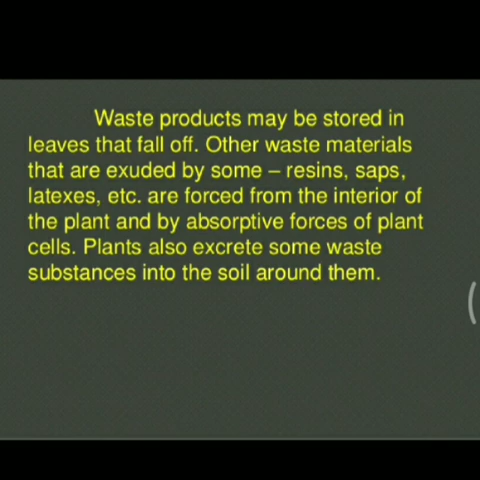 Waste products may be stored in
leaves that fall off. Other waste materials
that are exuded by some – resins, saps,
latexes, etc. are forced from the interior of
the plant and by absorptive forces of plant
cells. Plants also excrete some waste
substances into the soil around them.